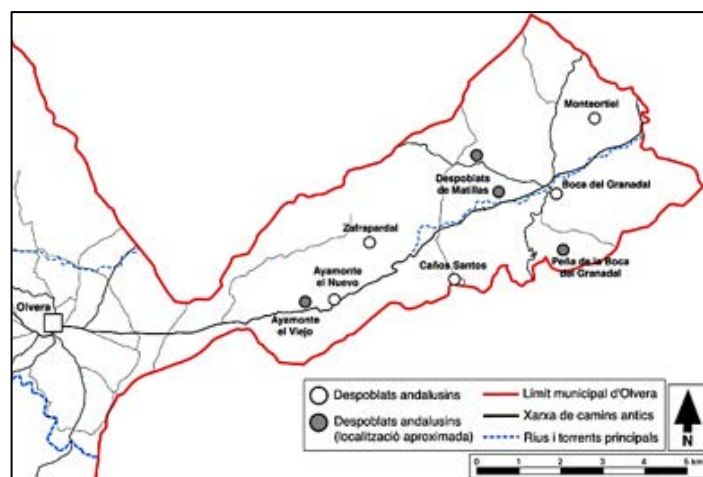 Monteortiel
Despoblats
de Matillas
Boca del Granadal
Zafrapardal
Caños Santos
Peña de la Boca
del Granadal
Ayamonte
el Nuevo
Olvera
Ayamonte
el Viejo
Despoblats andalusins
Despoblats andalusins
(localització aproximada)
Límit municipal d'Olvera
Xarxa de camins antics
Rius i torrents principals
N
0 1 2 3 4 5 km